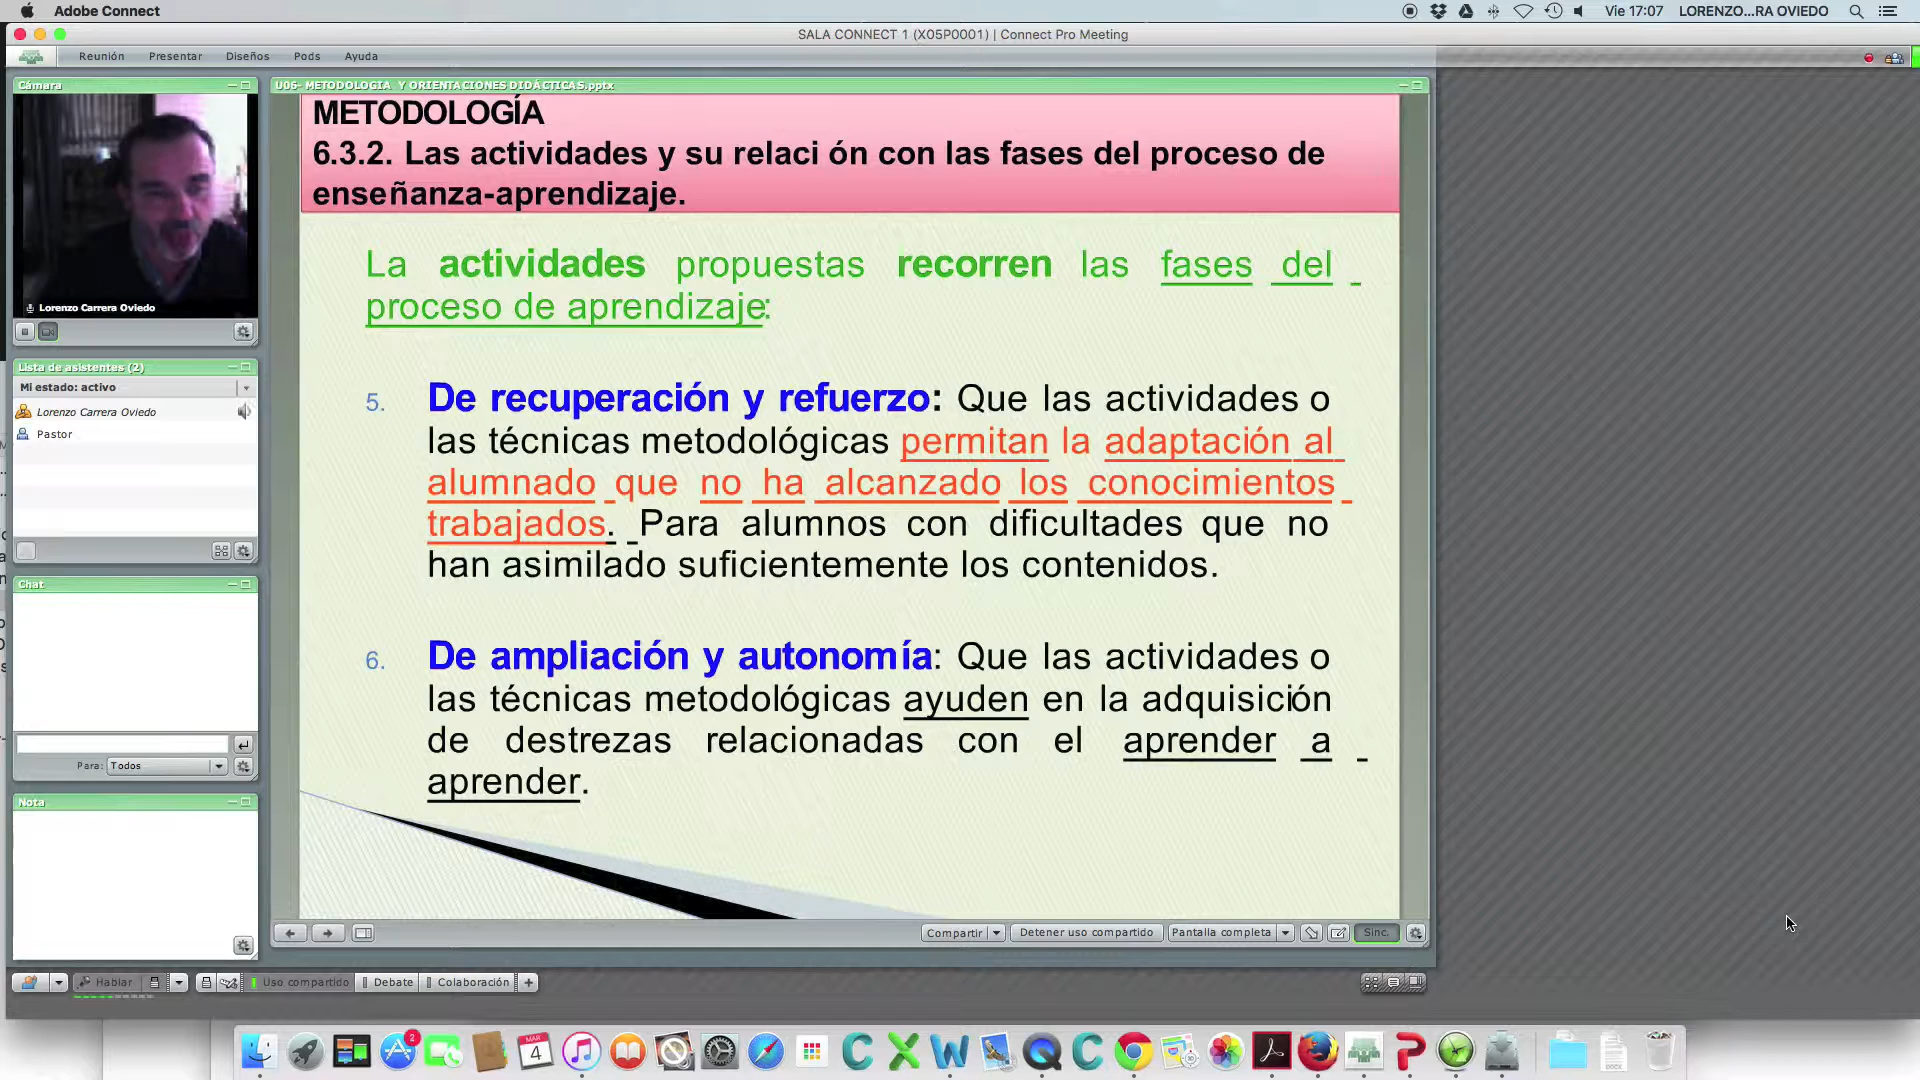 Adobe Connect
Vie 17:07
LORENZO...RA OVIEDO
SALA CONNECT 1 (X05P0001) | Connect Pro Meeting
Reunión
Presentar
Diseños
Pods
Ayuda
Cámara
Lorenzo Carrera Oviedo
Lista de asistentes (2)
Mi estado: activo
Lorenzo Carrera Oviedo
Pastor
Chat
Para:
Todos
Nota
U06- METODOLOGIA Y ORIENTACIONES DIDÁCTICAS.pptx
METODOLOGÍA
6.3.2. Las actividades y su relaci ón con las fases del proceso de
enseñanza-aprendizaje.
La actividades propuestas recorren las fases del
proceso de aprendizaje:
5. De recuperación y refuerzo: Que las actividades o
las técnicas metodológicas permitan la adaptación al
alumnado que no ha alcanzado los conocimientos
trabajados. Para alumnos con dificultades que no
han asimilado suficientemente los contenidos.
6. De ampliación y autonomía: Que las actividades o
las técnicas metodológicas ayuden en la adquisición
de destrezas relacionadas con el aprender a
aprender.
Compartir
Detener uso compartido
Pantalla completa
Sinc.
Hablar
Uso compartido
Debate
Colaboración
2
MAR
4